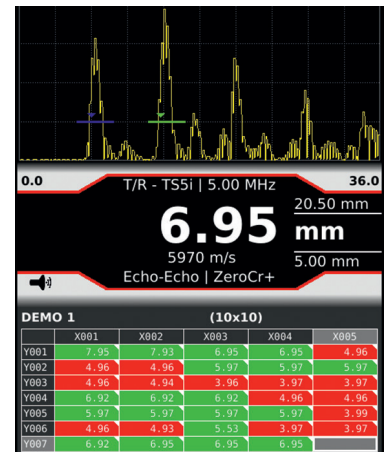 0.0 T/R - TS5i | 5.00 MHz 36.0
6.95 mm
20.50 mm
5970 m/s
5.00 mm
Echo-Echo | ZeroCr+
DEMO 1 (10x10)
X001 X002 X003 X004 X005
Y001 7.95 7.93 6.95 6.95 4.96
Y002 4.96 4.96 5.97 5.97 5.97
Y003 4.96 4.94 3.96 3.97 3.97
Y004 6.92 6.92 6.95 4.96 4.96
Y005 5.97 5.97 5.97 5.97 3.99
Y006 4.96 4.93 5.53 3.97 3.97
Y007 6.92 6.95 6.95 6.95